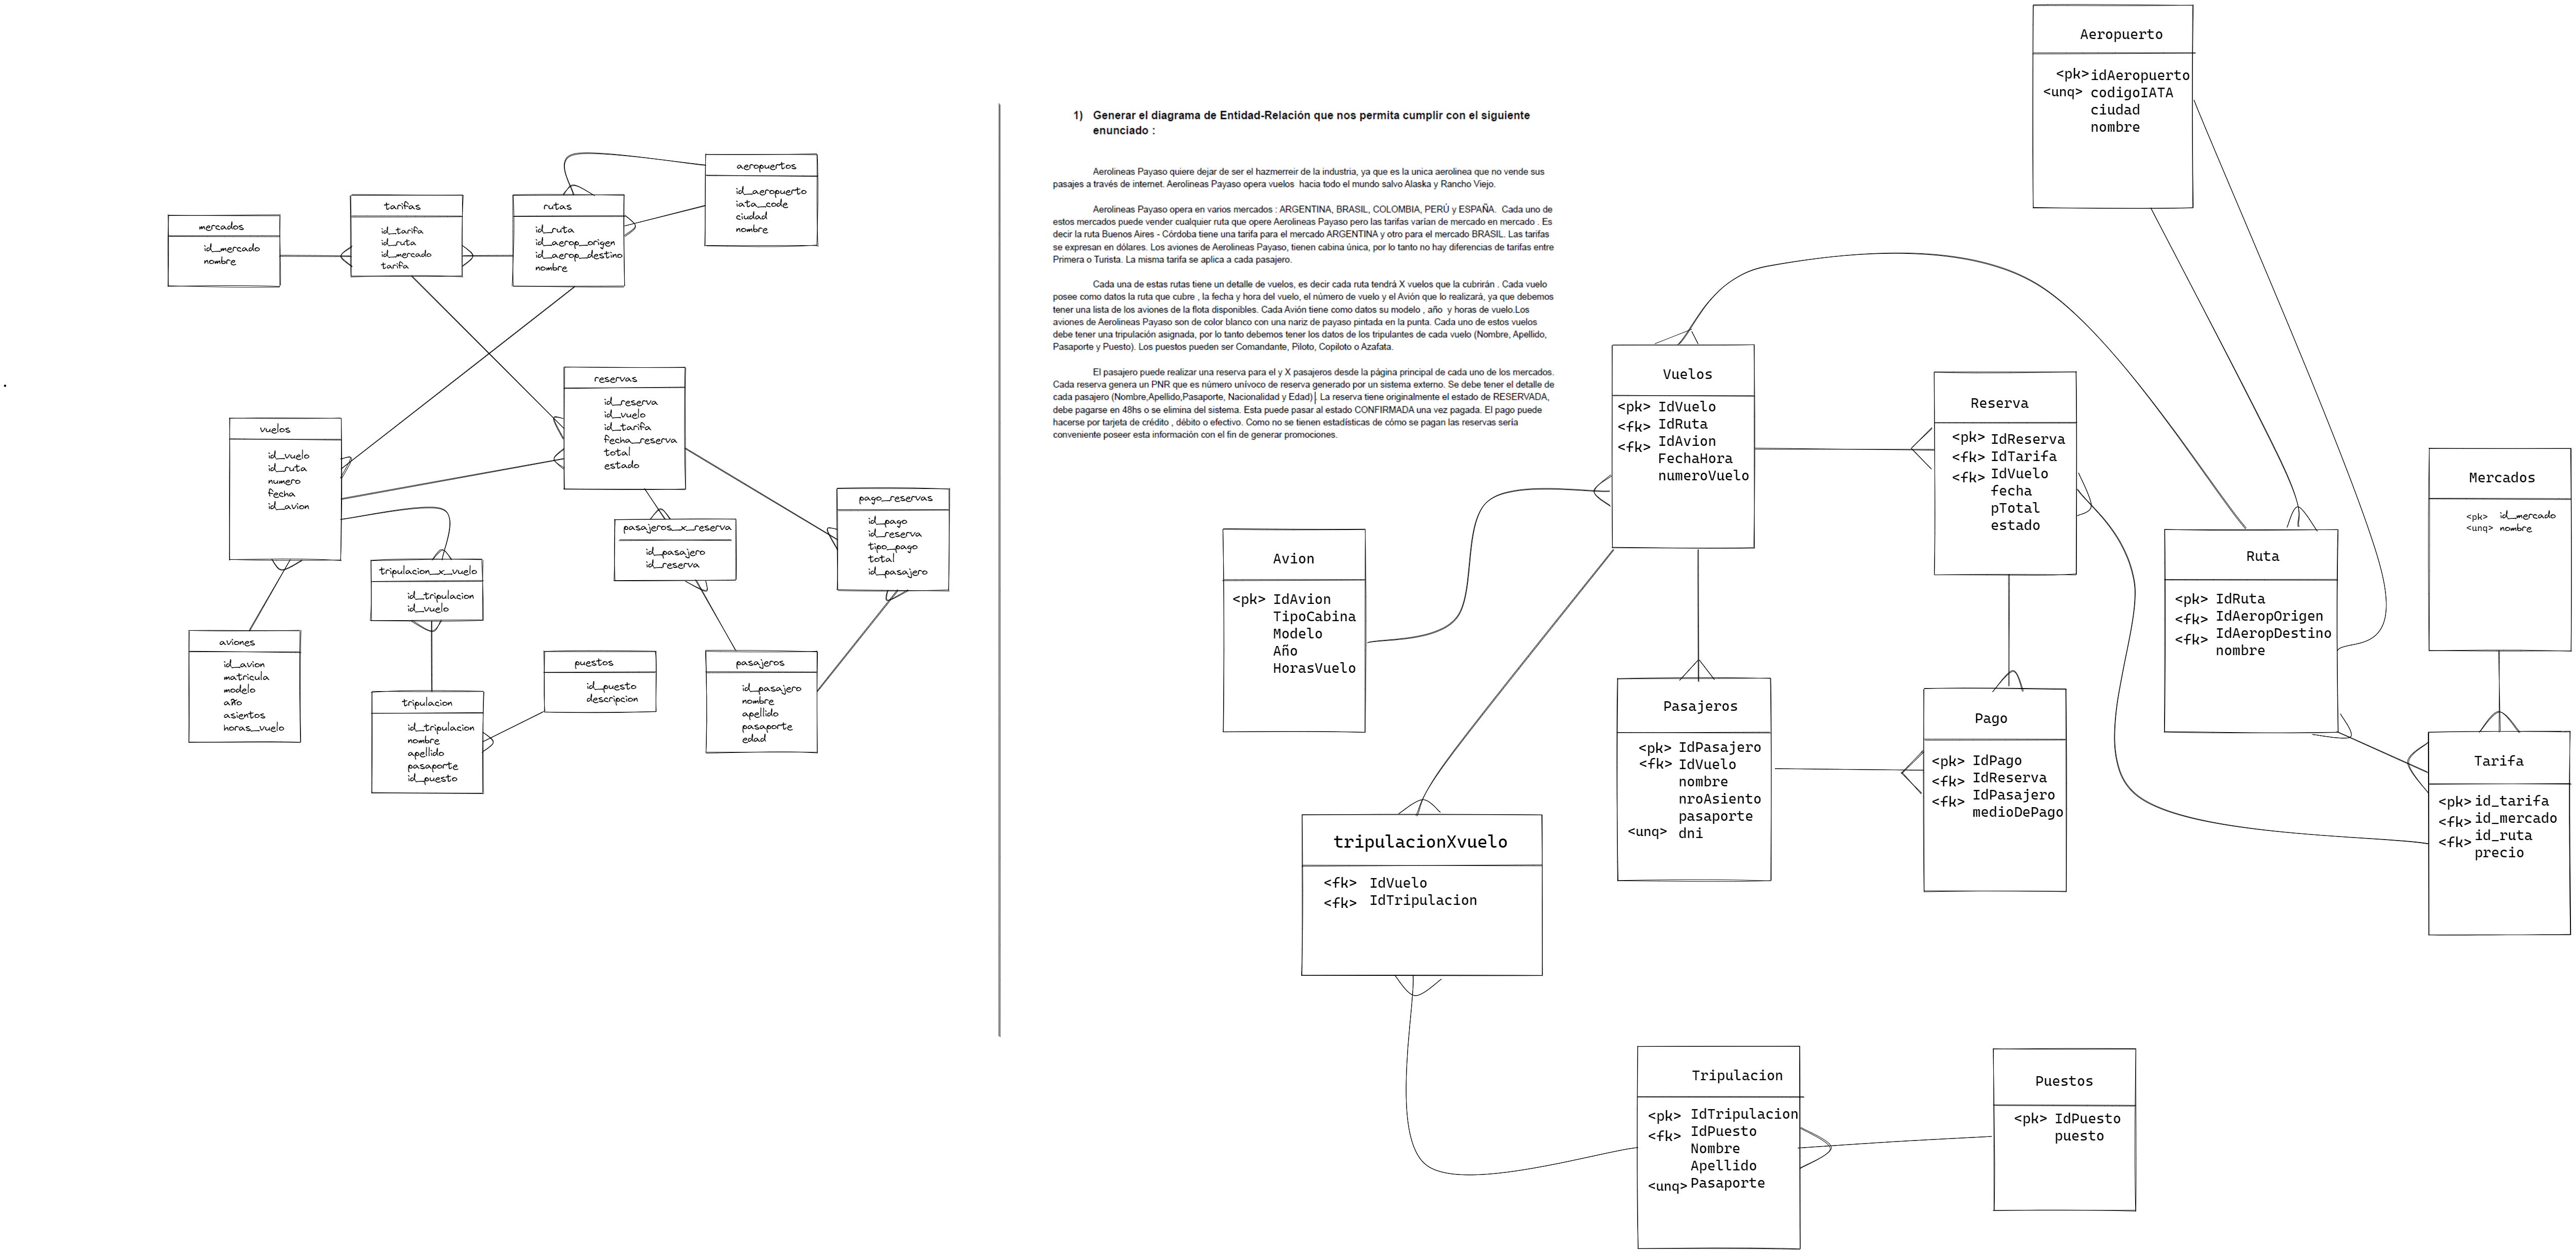 mercados
id_mercado
nombre
tarifas
id_tarifa
id_ruta
id_mercado
tarifa
rutas
id_ruta
id_aerop_origen
id_aerop_destino
nombre
aeropuertos
id_aeropuerto
iata_code
ciudad
nombre
vuelos
id_vuelo
id_ruta
numero
fecha
id_avion
reservas
id_reserva
id_vuelo
id_tarifa
fecha_reserva
total
estado
pago_reservas
id_pago
id_reserva
tipo_pago
total
id_pasajero
pasajeros_x_reserva
id_pasajero
id_reserva
tripulacion_x_vuelo
id_tripulacion
id_vuelo
aviones
id_avion
matricula
modelo
año
asientos
horas_vuelo
tripulacion
id_tripulacion
nombre
apellido
pasaporte
id_puesto
puestos
id_puesto
descripcion
pasajeros
id_pasajero
nombre
apellido
pasaporte
edad
1) Generar el diagrama de Entidad-Relación que nos permita cumplir con el siguiente
enunciado :
Aerolineas Payaso quiere dejar de ser el hazmerreir de la industria, ya que es la unica aerolinea que no vende sus
pasajes a través de internet. Aerolineas Payaso opera vuelos hacia todo el mundo salvo Alaska y Rancho Viejo.
Aerolineas Payaso opera en varios mercados : ARGENTINA, BRASIL, COLOMBIA, PERÚ y ESPAÑA. Cada uno de
estos mercados puede vender cualquier ruta que opere Aerolineas Payaso pero las tarifas varían de mercado en mercado . Es
decir la ruta Buenos Aires - Córdoba tiene una tarifa para el mercado ARGENTINA y otro para el mercado BRASIL. Las tarifas
se expresan en dólares. Los aviones de Aerolineas Payaso, tienen cabina única, por lo tanto no hay diferencias de tarifas entre
Primera o Turista. La misma tarifa se aplica a cada pasajero.
Cada una de estas rutas tiene un detalle de vuelos, es decir cada ruta tendrá X vuelos que la cubrirán . Cada vuelo
posee como datos la ruta que cubre , la fecha y hora del vuelo, el número de vuelo y el Avión que lo realizará, ya que debemos
tener una lista de los aviones de la flota disponibles. Cada Avión tiene como datos su modelo , año y horas de vuelo.Los
aviones de Aerolineas Payaso son de color blanco con una nariz de payaso pintada en la punta. Cada uno de estos vuelos
debe tener una tripulación asignada, por lo tanto debemos tener los datos de los tripulantes de cada vuelo (Nombre, Apellido,
Pasaporte y Puesto). Los puestos pueden ser Comandante, Piloto, Copiloto o Azafata.
El pasajero puede realizar una reserva para el y X pasajeros desde la página principal de cada uno de los mercados.
Cada reserva genera un PNR que es número unívoco de reserva generado por un sistema externo. Se debe tener el detalle de
cada pasajero (Nombre,Apellido,Pasaporte, Nacionalidad y Edad). La reserva tiene originalmente el estado de RESERVADA,
debe pagarse en 48hs o se elimina del sistema. Esta puede pasar al estado CONFIRMADA una vez pagada. El pago puede
hacerse por tarjeta de crédito , débito o efectivo. Como no se tienen estadísticas de cómo se pagan las reservas sería
conveniente poseer esta información con el fin de generar promociones.
Aeropuerto
<pk> idAeropuerto
<unq> codigoIATA
ciudad
nombre
Vuelos
<pk> IdVuelo
<fk> IdRuta
<fk> IdAvion
FechaHora
numeroVuelo
Reserva
<pk> IdReserva
<fk> IdTarifa
<fk> IdVuelo
fecha
pTotal
estado
Mercados
<pk> id_mercado
<unq> nombre
Avion
<pk> IdAvion
TipoCabina
Modelo
Año
HorasVuelo
Ruta
<pk> IdRuta
<fk> IdAeropOrigen
<fk> IdAeropDestino
nombre
Pasajeros
<pk> IdPasajero
<fk> IdVuelo
nombre
nroAsiento
pasaporte
<unq> dni
Pago
<pk> IdPago
<fk> IdReserva
<fk> IdPasajero
medioDePago
Tarifa
<pk> id_tarifa
<fk> id_mercado
<fk> id_ruta
precio
tripulacionXvuelo
<fk> IdVuelo
<fk> IdTripulacion
Tripulacion
<pk> IdTripulacion
<fk> IdPuesto
Nombre
Apellido
<unq> Pasaporte
Puestos
<pk> IdPuesto
puesto